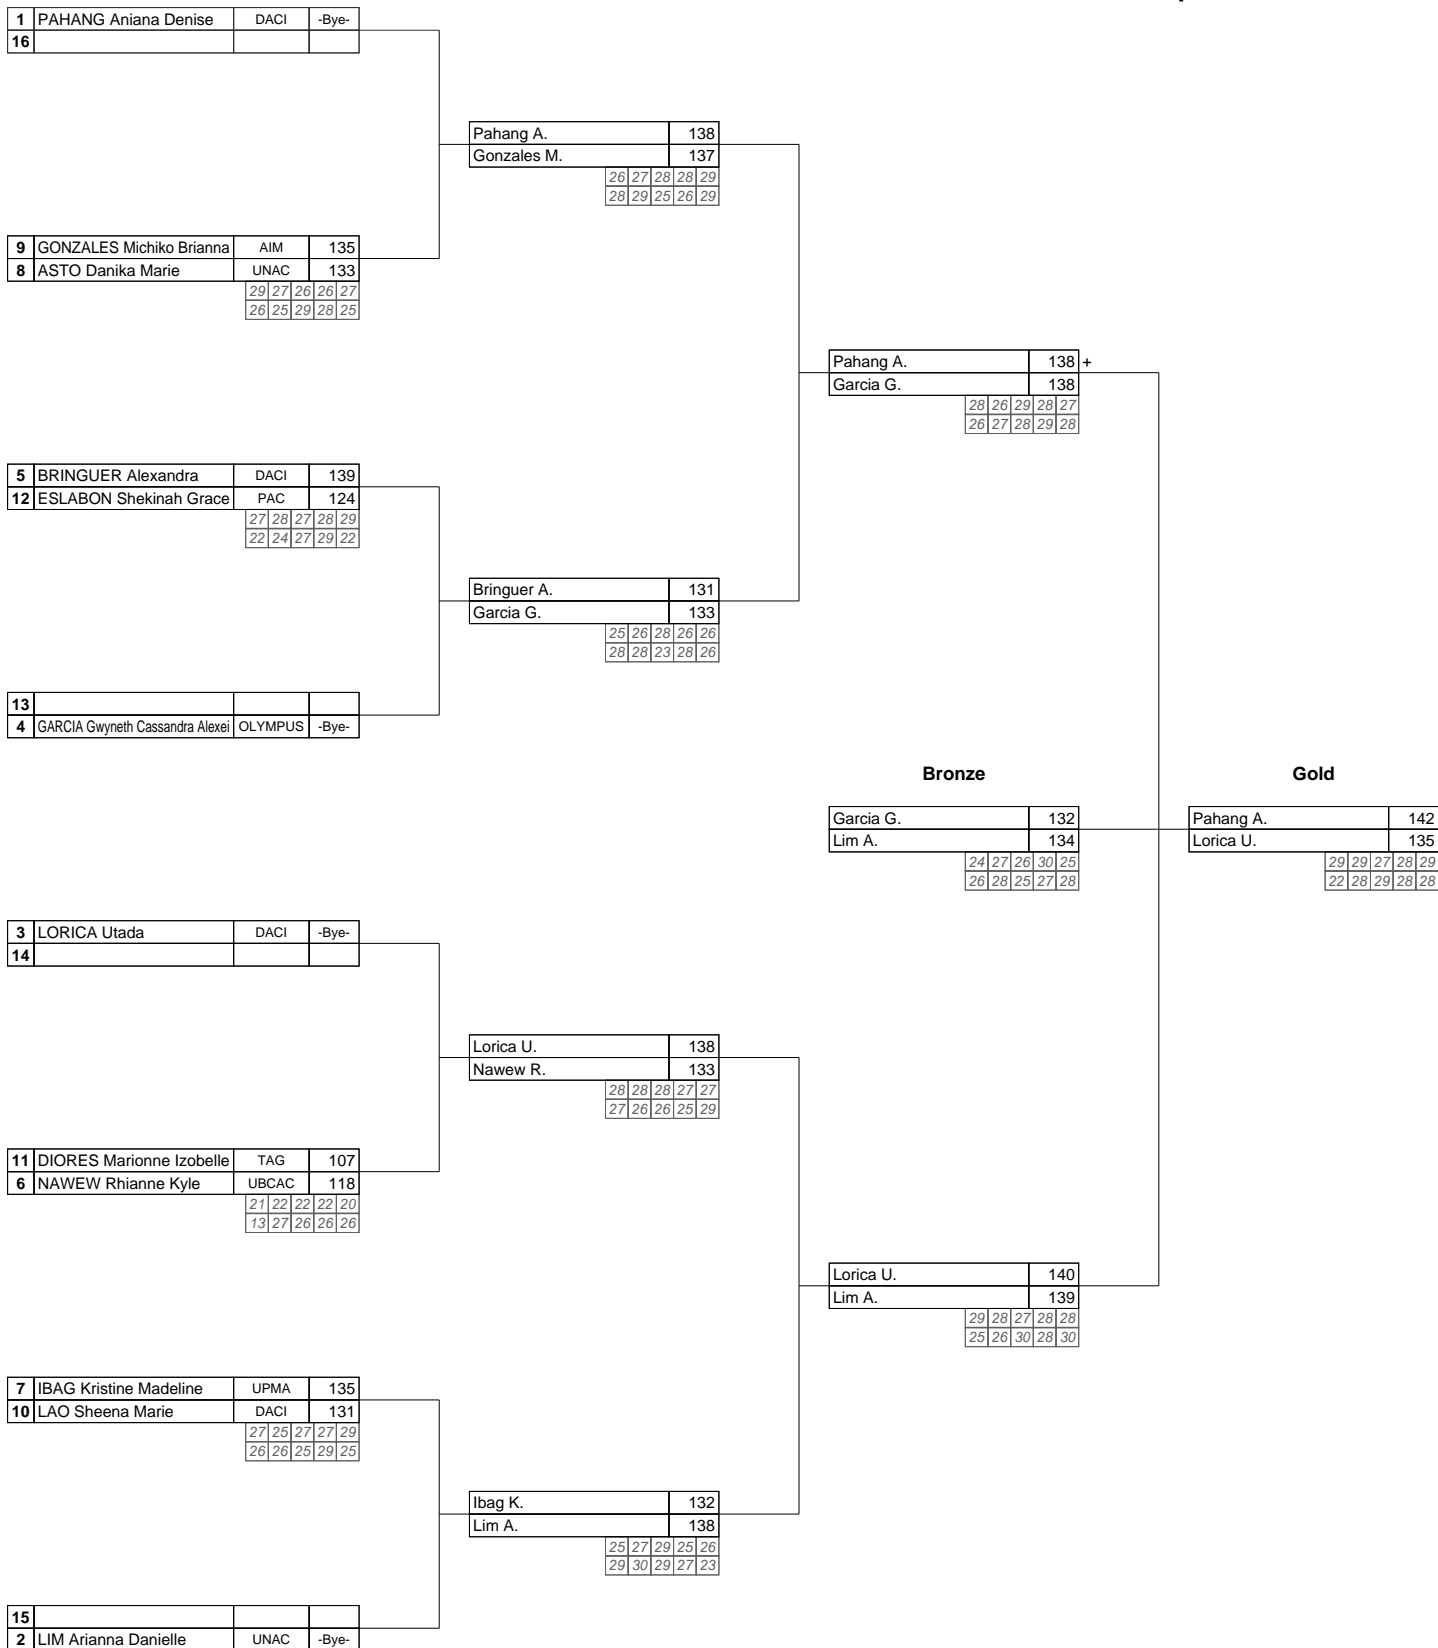 1 PAHANG Aniana Denise DACI -Bye-
16
Pahang A. 138
Gonzales M. 137
26 27 28 28 29
28 29 25 26 29
9 GONZALES Michiko Brianna AIM 135
8 ASTO Danika Marie UNAC 133
29 27 26 26 27
26 25 29 28 25
Pahang A. 138 +
Garcia G. 138
28 26 29 28 27
26 27 28 29 28
5 BRINGUER Alexandra DACI 139
12 ESLABON Shekinah Grace PAC 124
27 28 27 28 29
22 24 27 29 22
Bringuer A. 131
Garcia G. 133
25 26 28 26 26
28 28 23 28 26
13
4 GARCIA Gwyneth Cassandra Alexei OLYMPUS -Bye-
Bronze
Garcia G. 132
Lim A. 134
24 27 26 30 25
26 28 25 27 28
Gold
Pahang A. 142
Lorica U. 135
29 29 27 28 29
22 28 29 28 28
3 LORICA Utada DACI -Bye-
14
Lorica U. 138
Nawew R. 133
28 28 28 27 27
27 26 26 25 29
11 DIORES Marionne Izobelle TAG 107
6 NAWEW Rhianne Kyle UBCAC 118
21 22 22 22 20
13 27 26 26 26
Lorica U. 140
Lim A. 139
29 28 27 28 28
25 26 30 28 30
7 IBAG Kristine Madeline UPMA 135
10 LAO Sheena Marie DACI 131
27 25 27 27 29
26 26 25 29 25
Ibag K. 132
Lim A. 138
25 27 29 25 26
29 30 29 27 23
15
2 LIM Arianna Danielle UNAC -Bye-